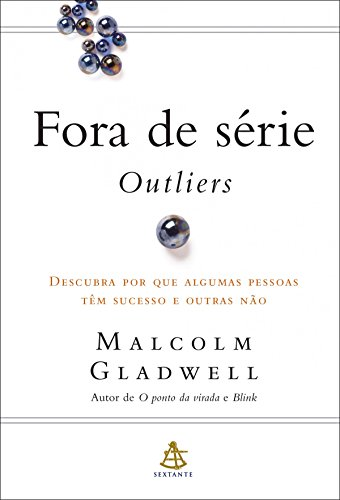 Fora de série
Outliers
DESCUBRA POR QUE ALGUMAS PESSOAS
TÊM SUCESSO E OUTRAS NÃO
MALCOLM
GLADWELL
Autor de O ponto da virada e Blink
SEXTANTE